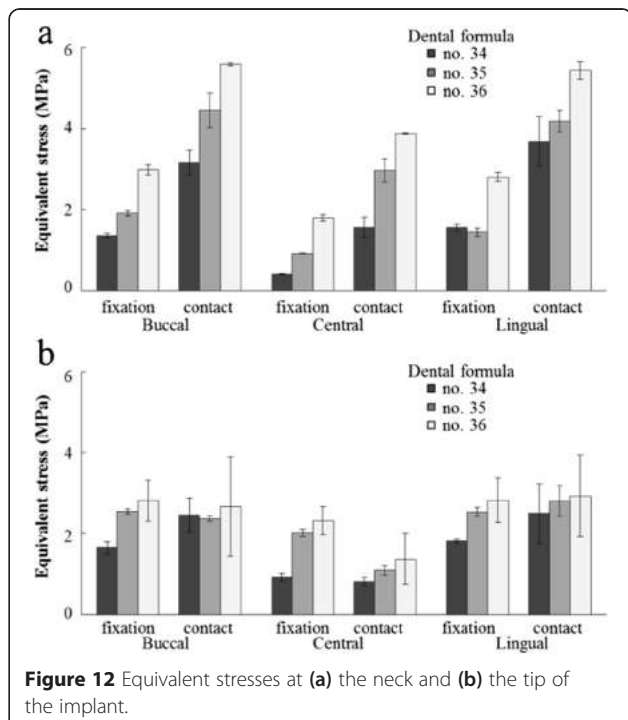 a
Equivalent stress (MPa)
6
4
2
0
Dental formula
no. 34
no. 35
no. 36
fixation contact fixation contact fixation contact
Buccal Central Lingual
b
Equivalent stress (MPa)
6
4
2
0
Dental formula
no. 34
no. 35
no. 36
fixation contact fixation contact fixation contact
Buccal Central Lingual
Figure 12 Equivalent stresses at (a) the neck and (b) the tip of
the implant.